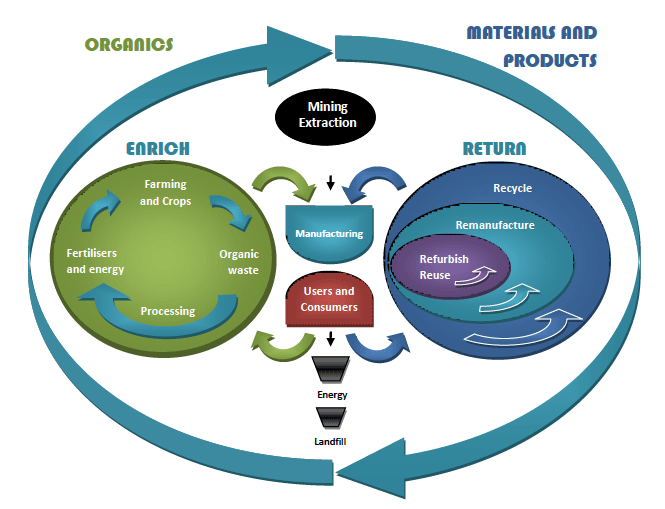 ORGANICS
MATERIALS AND
PRODUCTS
Mining
Extraction
ENRICH
RETURN
Farming
and Crops
Fertilisers
and energy
Organic
waste
Processing
Manufacturing
Users and
Consumers
Recycle
Remanufacture
Refurbish
Reuse
Energy
Landfill